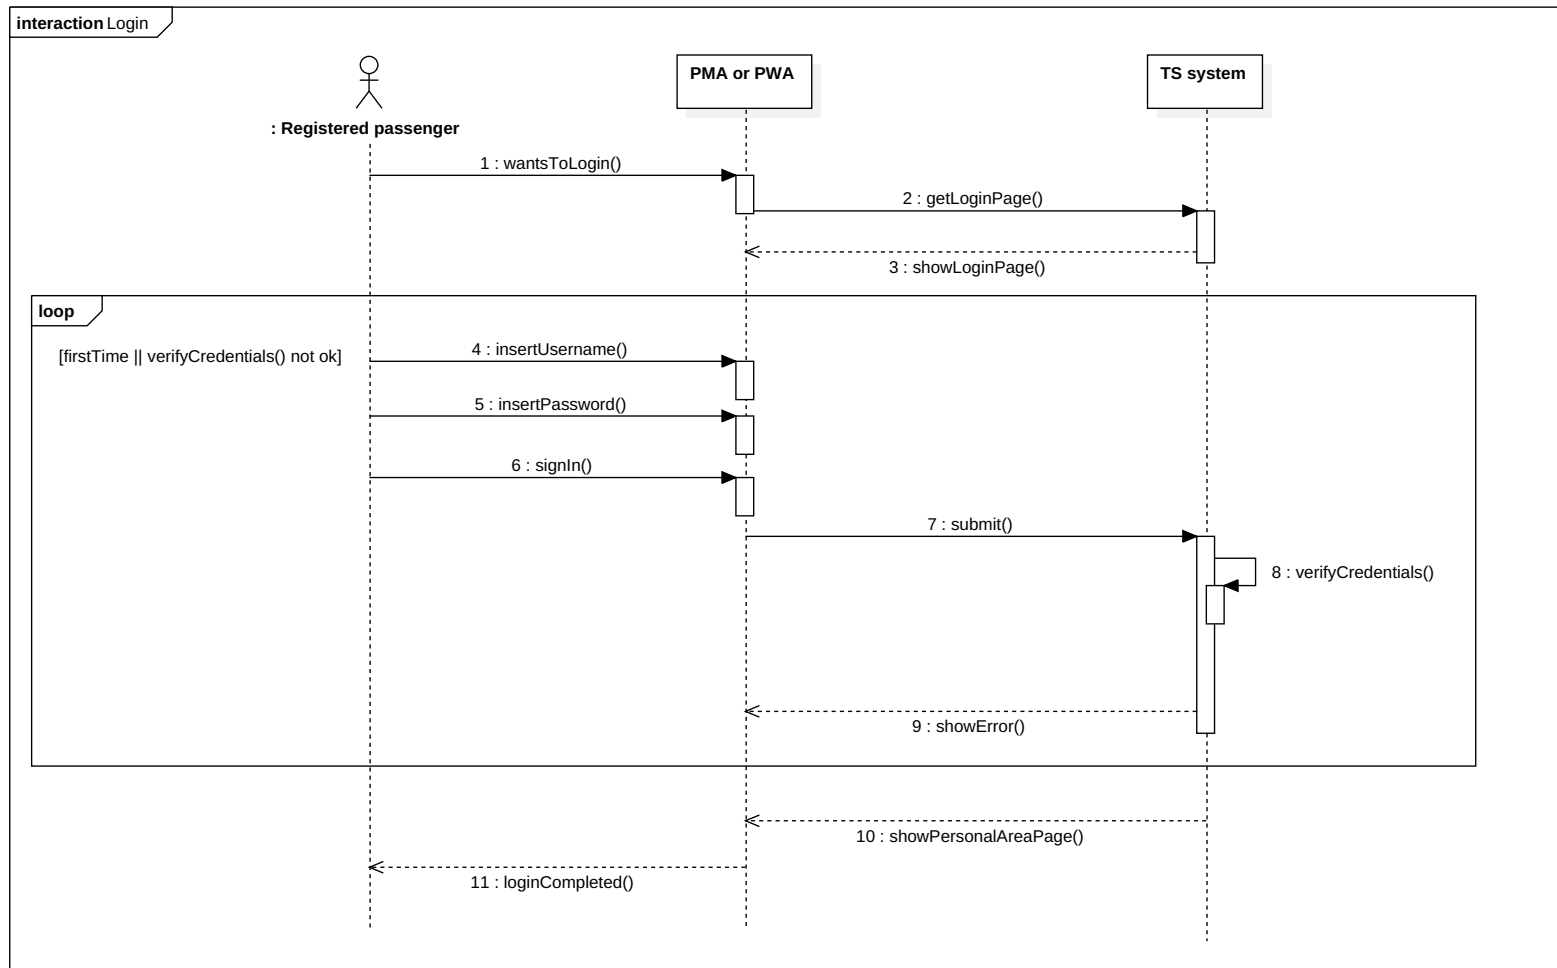 interaction Login
PMA or PWA
TS system
: Registered passenger
1 : wantsToLogin()
2 : getLoginPage()
3 : showLoginPage()
loop
[firstTime || verifyCredentials() not ok]
4 : insertUsername()
5 : insertPassword()
6 : signIn()
7 : submit()
8 : verifyCredentials()
9 : showError()
10 : showPersonalAreaPage()
11 : loginCompleted()